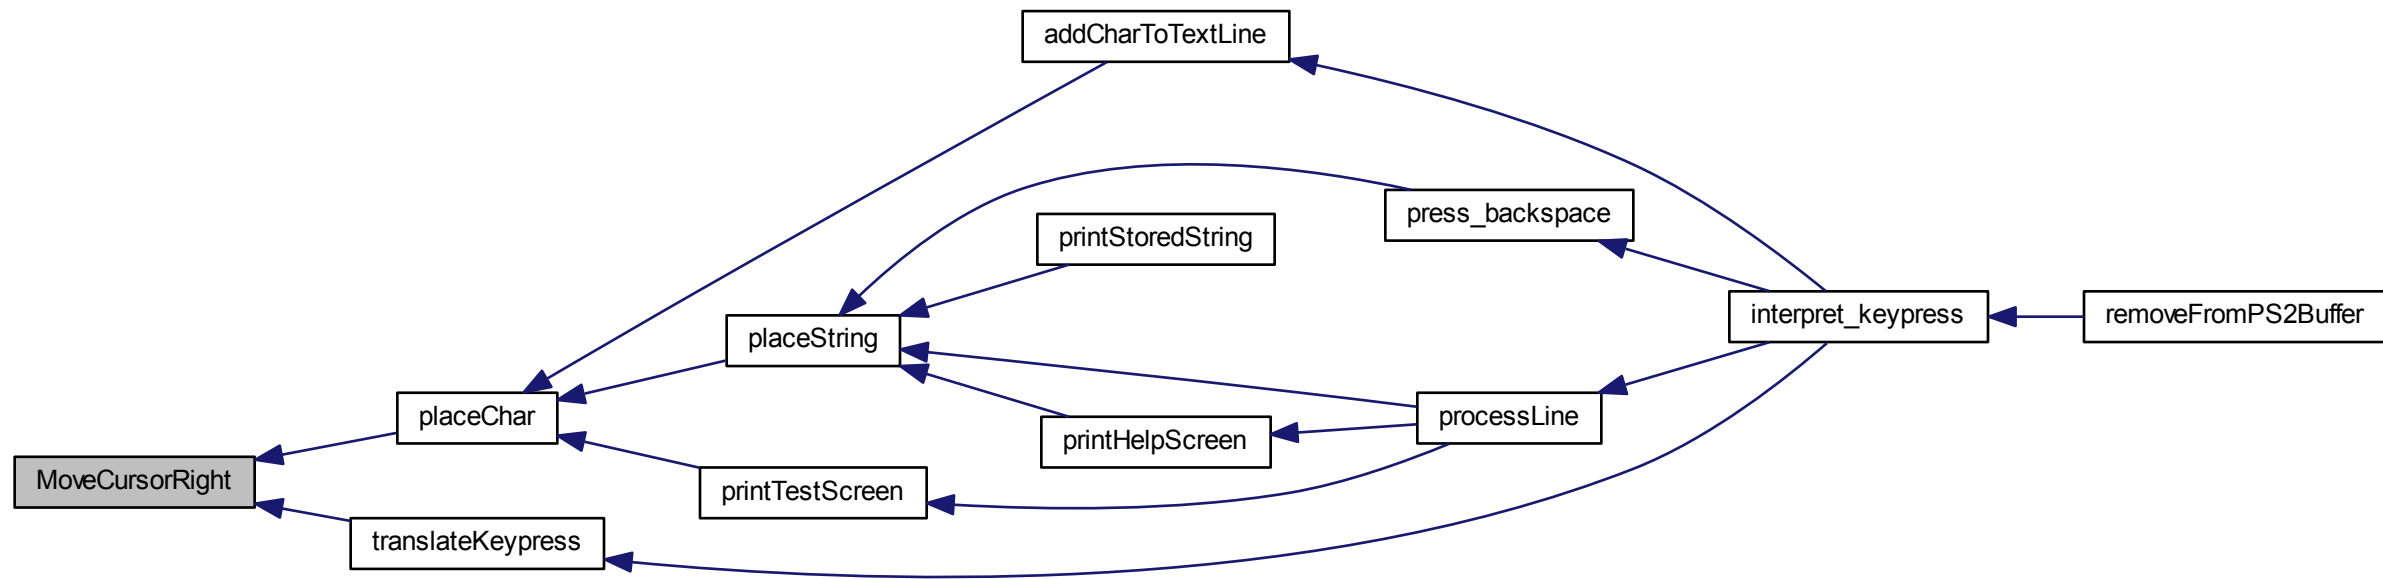 addCharToTextLine
press_backspace
printStoredString
interpret_keypress
removeFromPS2Buffer
placeString
placeChar
processLine
printHelpScreen
MoveCursorRight
printTestScreen
translateKeypress